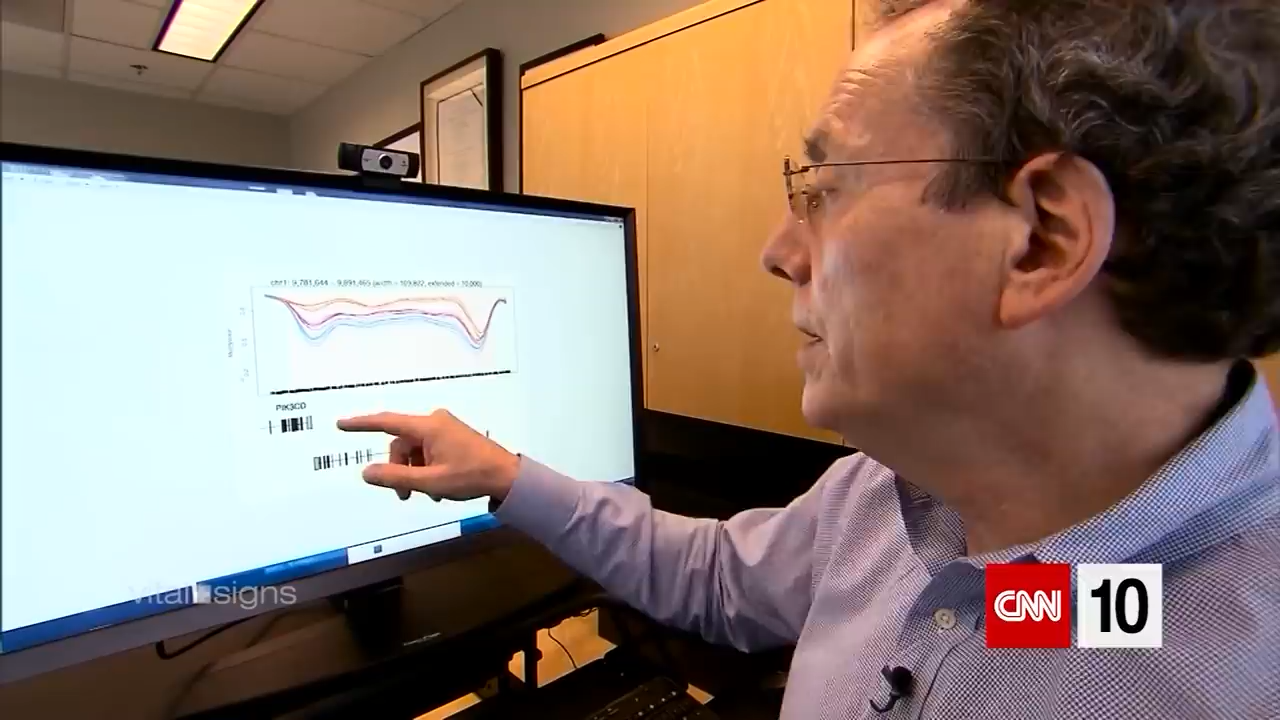 chr1: 9,781,644 - 9,891,465 (width = 109,822, extended = 10,000)
PIK3CD
vital signs
CNN 10